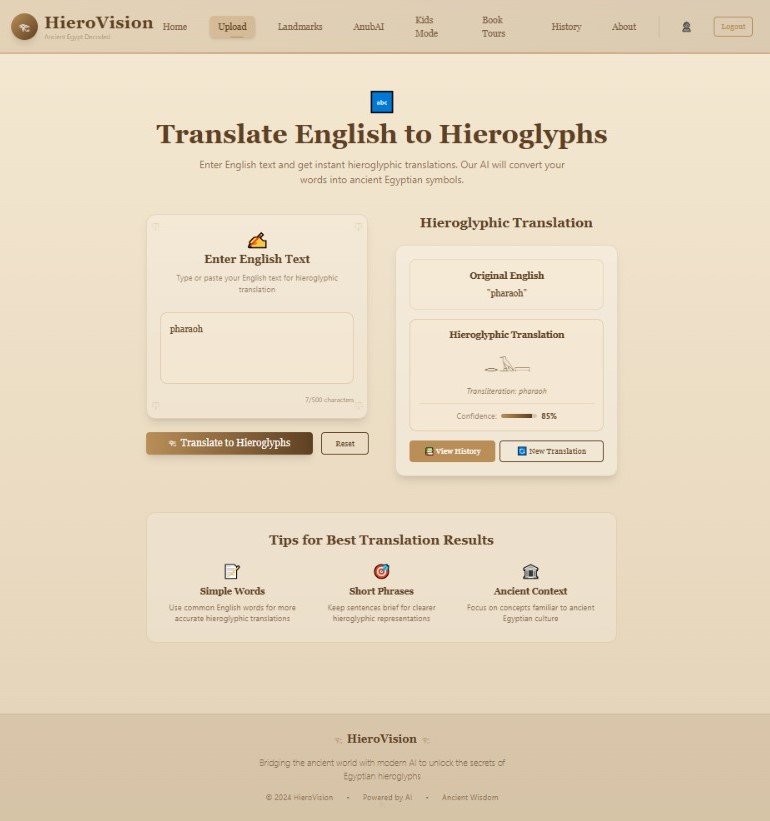 HieroVision
Ancient Egypt Decoded
Home
Upload
Landmarks
AnubAI
Kids
Mode
Book
Tours
History
About
Logout
abc
Translate English to Hieroglyphs
Enter English text and get instant hieroglyphic translations. Our AI will convert your
words into ancient Egyptian symbols.
Enter English Text
Type or paste your English text for hieroglyphic
translation
pharaoh
7/500 characters
Translate to Hieroglyphs
Reset
Hieroglyphic Translation
Original English
"pharaoh"
Hieroglyphic Translation
Transliteration: pharaoh
Confidence:
85%
View History
New Translation
Tips for Best Translation Results
Simple Words
Use common English words for more
accurate hieroglyphic translations
Short Phrases
Keep sentences brief for clearer
hieroglyphic representations
Ancient Context
Focus on concepts familiar to ancient
Egyptian culture
HieroVision
Bridging the ancient world with modern AI to unlock the secrets of
Egyptian hieroglyphs
© 2024 HieroVision • Powered by AI • Ancient Wisdom